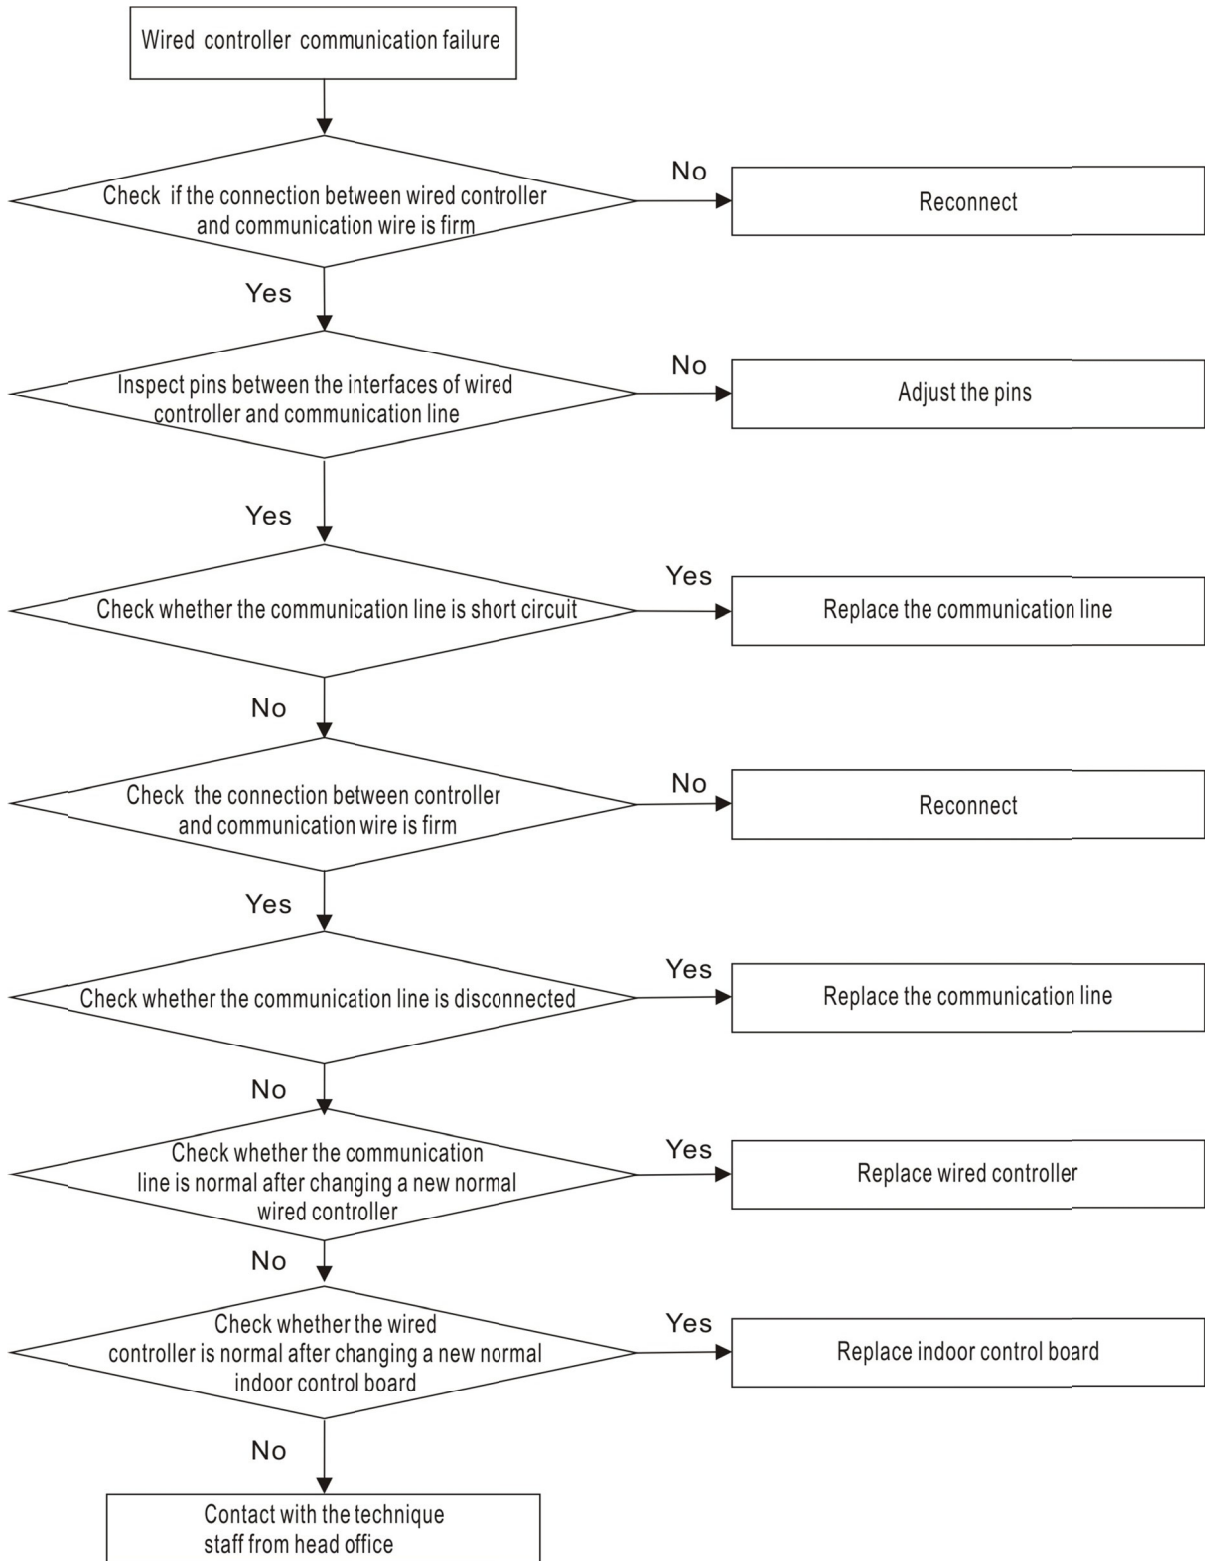 Wired controller communication failure
Check if the connection between wired controller
and communication wire is firm
No
Reconnect
Yes
Inspect pins between the interfaces of wired
controller and communication line
No
Adjust the pins
Yes
Check whether the communication line is short circuit
Yes
Replace the communication line
No
Check the connection between controller
and communication wire is firm
No
Reconnect
Yes
Check whether the communication line is disconnected
Yes
Replace the communication line
No
Check whether the communication
line is normal after changing a new normal
wired controller
Yes
Replace wired controller
No
Check whether the wired
controller is normal after changing a new normal
indoor control board
Yes
Replace indoor control board
No
Contact with the technique
staff from head office